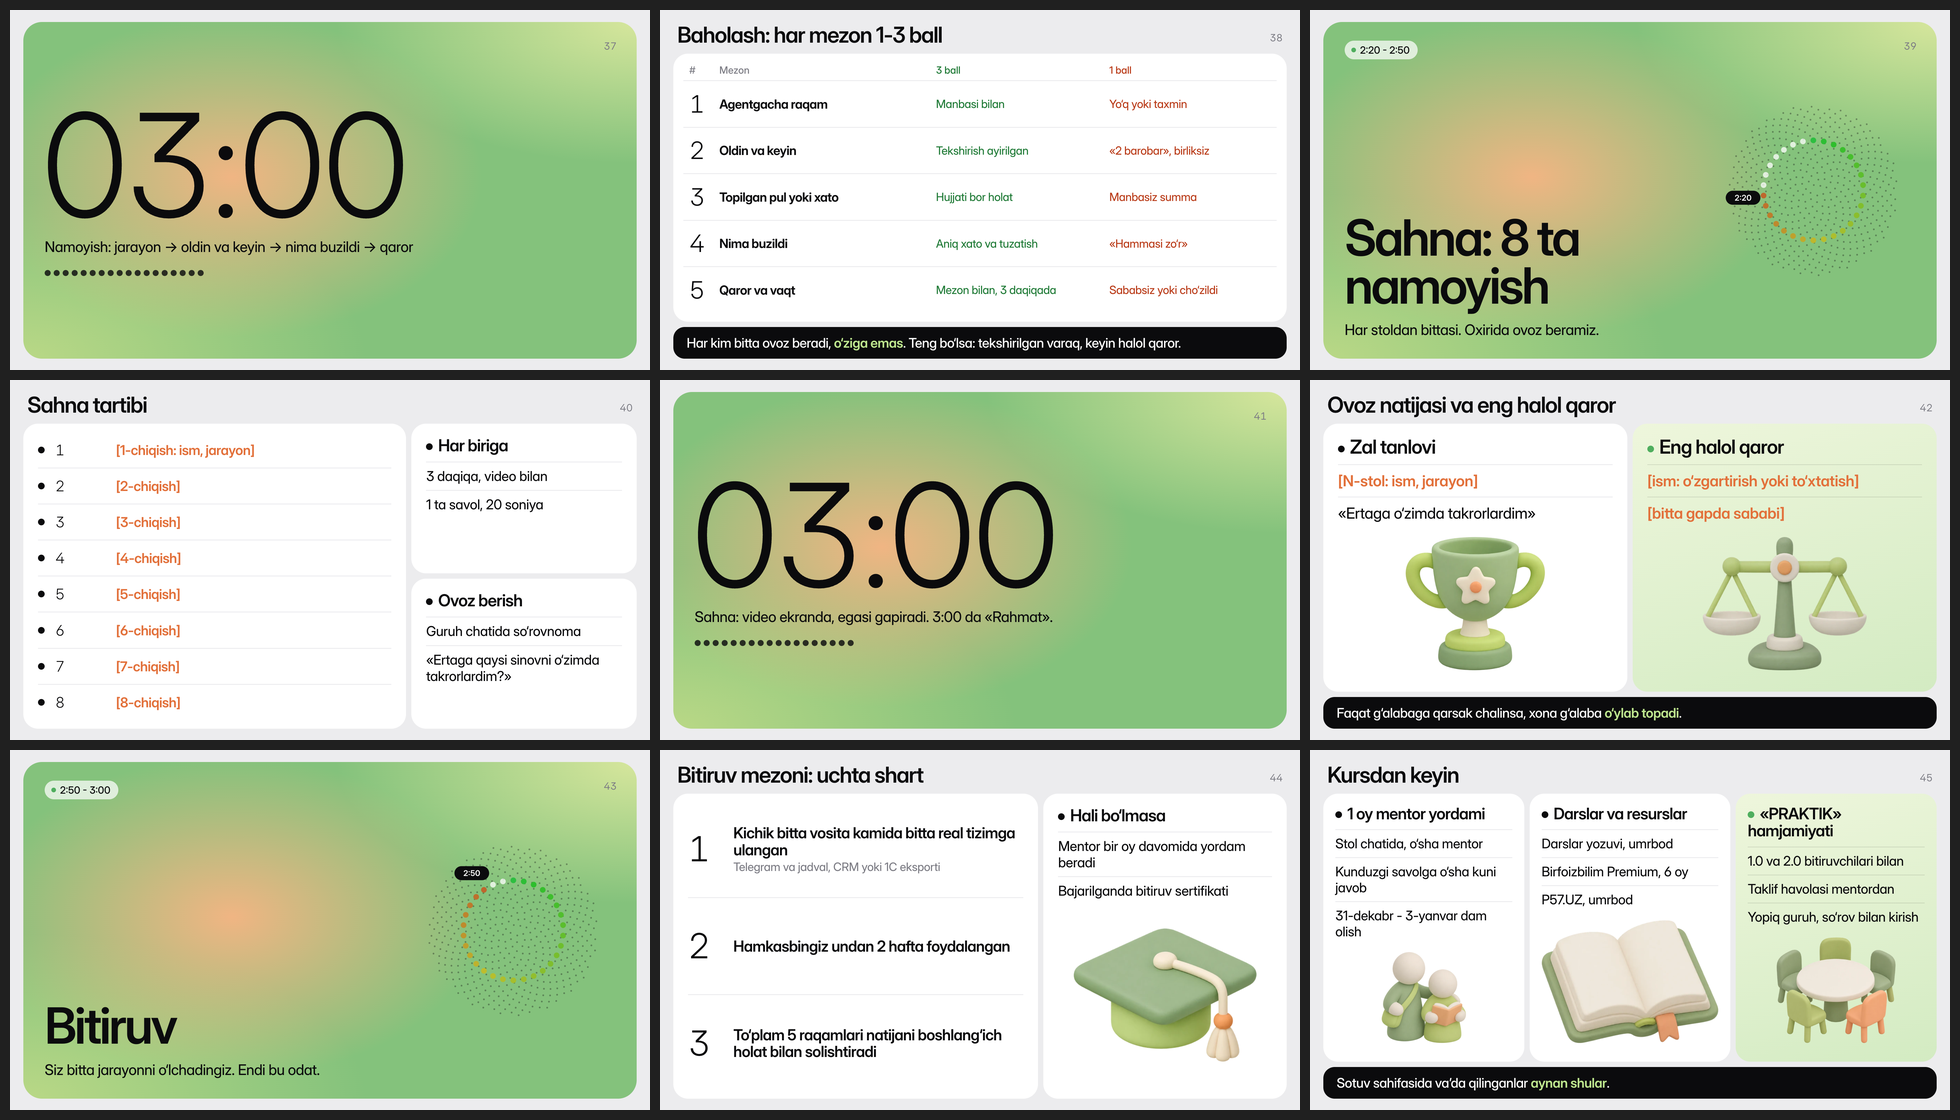 37
03:00
Namoyish: jarayon → oldin va keyin → nima buzildi → qaror
Baholash: har mezon 1-3 ball
38
# Mezon 3 ball 1 ball
1 Agentgacha raqam Manbasi bilan Yo‘q yoki taxmin
2 Oldin va keyin Tekshirish ayirilgan «2 barobar», birliksiz
3 Topilgan pul yoki xato Hujjati bor holat Manbasiz summa
4 Nima buzildi Aniq xato va tuzatish «Hammasi zo‘r»
5 Qaror va vaqt Mezon bilan, 3 daqiqada Sababsiz yoki cho‘zildi
Har kim bitta ovoz beradi, o‘ziga emas. Teng bo‘lsa: tekshirilgan varaq, keyin halol qaror.
2:20 - 2:50
39
2:20
Sahna: 8 ta
namoyish
Har stoldan bittasi. Oxirida ovoz beramiz.
Sahna tartibi
40
1 [1-chiqish: ism, jarayon]
2 [2-chiqish]
3 [3-chiqish]
4 [4-chiqish]
5 [5-chiqish]
6 [6-chiqish]
7 [7-chiqish]
8 [8-chiqish]
Har biriga
3 daqiqa, video bilan
1 ta savol, 20 soniya
Ovoz berish
Guruh chatida so‘rovnoma
«Ertaga qaysi sinovni o‘zimda
takrorlardim?»
41
03:00
Sahna: video ekranda, egasi gapiradi. 3:00 da «Rahmat».
Ovoz natijasi va eng halol qaror
42
Zal tanlovi
[N-stol: ism, jarayon]
«Ertaga o‘zimda takrorlardim»
Eng halol qaror
[ism: o‘zgartirish yoki to‘xtatish]
[bitta gapda sababi]
Faqat g‘alabaga qarsak chalinsa, xona g‘alaba o‘ylab topadi.
2:50 - 3:00
43
2:50
Bitiruv
Siz bitta jarayonni o‘lchadingiz. Endi bu odat.
Bitiruv mezoni: uchta shart
44
1 Kichik bitta vosita kamida bitta real tizimga
ulangan
Telegram va jadval, CRM yoki 1C eksporti
2 Hamkasbingiz undan 2 hafta foydalangan
3 To‘plam 5 raqamlari natijani boshlang‘ich
holat bilan solishtiradi
Hali bo‘lmasa
Mentor bir oy davomida yordam
beradi
Bajarilganda bitiruv sertifikati
Kursdan keyin
45
1 oy mentor yordami
Stol chatida, o‘sha mentor
Kunduzgi savolga o‘sha kuni
javob
31-dekabr - 3-yanvar dam
olish
Darslar va resurslar
Darslar yozuvi, umrbod
Birfoizbilim Premium, 6 oy
P57.UZ, umrbod
«PRAKTIK»
hamjamiyati
1.0 va 2.0 bitiruvchilari bilan
Taklif havolasi mentordan
Yopiq guruh, so‘rov bilan kirish
Sotuv sahifasida va’da qilinganlar aynan shular.